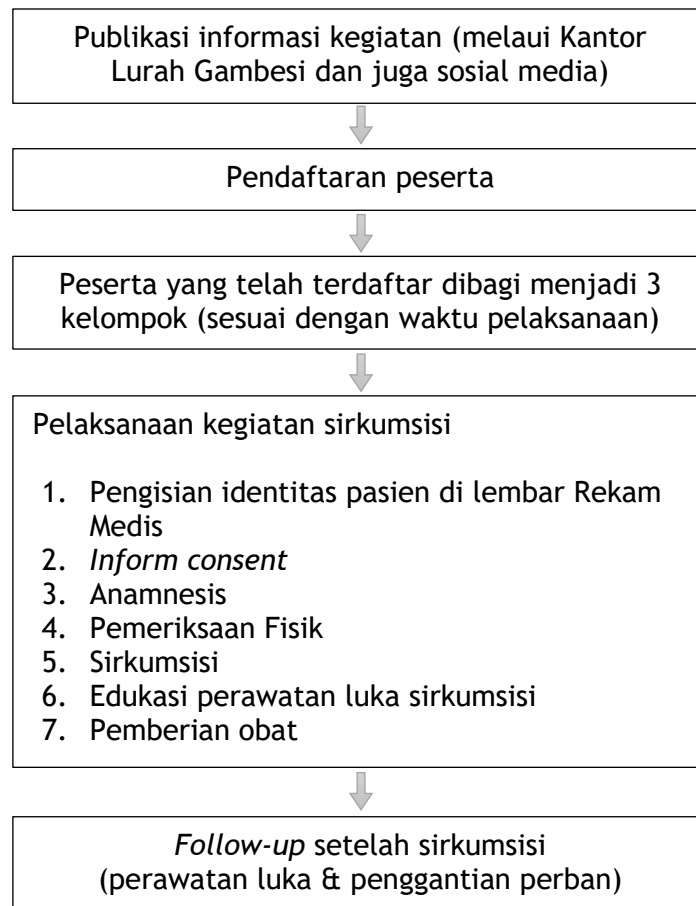 Publikasi informasi kegiatan (melaui Kantor
Lurah Gambesi dan juga sosial media)
Pendaftaran peserta
Peserta yang telah terdaftar dibagi menjadi 3
kelompok (sesuai dengan waktu pelaksanaan)
Pelaksanaan kegiatan sirkumsisi
1. Pengisian identitas pasien di lembar Rekam
Medis
2. Inform consent
3. Anamnesis
4. Pemeriksaan Fisik
5. Sirkumsisi
6. Edukasi perawatan luka sirkumsisi
7. Pemberian obat
Follow-up setelah sirkumsisi
(perawatan luka & penggantian perban)